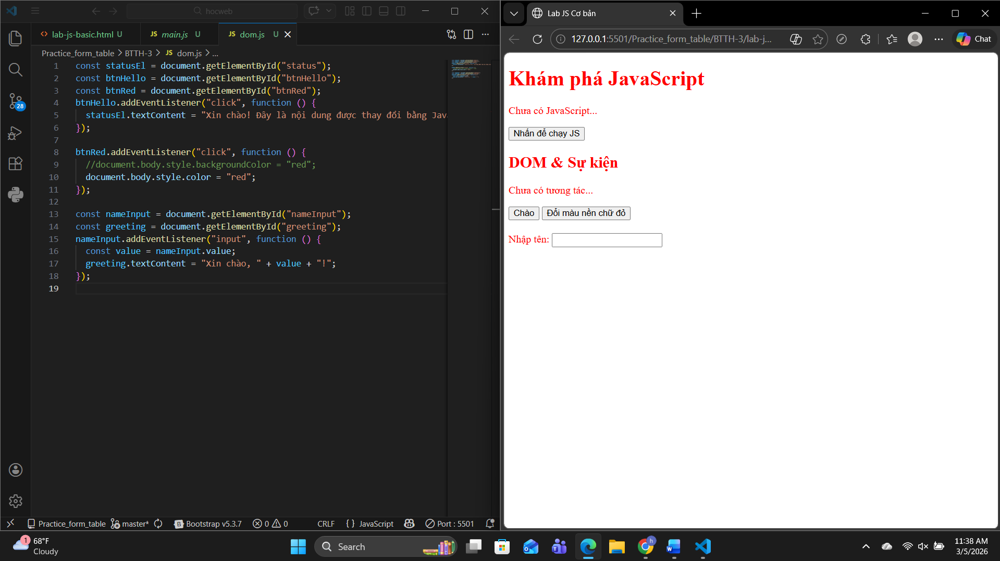 hocweb
lab-js-basic.html U
JS main.js U
JS dom.js U
Practice_form_table > BTTH-3 > JS dom.js > ...
1 const statusEl = document.getElementById("status");
2 const btnHello = document.getElementById("btnHello");
3 const btnRed = document.getElementById("btnRed");
4 btnHello.addEventListener("click", function () {
5 statusEl.textContent = "Xin chào! Đây là nội dung được thay đổi bằng Jav
6 });
7
8 btnRed.addEventListener("click", function () {
9 //document.body.style.backgroundColor = "red";
10 document.body.style.color = "red";
11 });
12
13 const nameInput = document.getElementById("nameInput");
14 const greeting = document.getElementById("greeting");
15 nameInput.addEventListener("input", function () {
16 const value = nameInput.value;
17 greeting.textContent = "Xin chào, " + value + "!";
18 });
19
28
Practice_form_table master* Bootstrap v5.3.7 0 0 CRLF { } JavaScript Port : 5501
Lab JS Cơ bản
127.0.0.1:5501/Practice_form_table/BTTH-3/lab-j...
Chat
Khám phá JavaScript
Chưa có JavaScript...
Nhấn để chạy JS
DOM & Sự kiện
Chưa có tương tác...
Chào Đổi màu nền chữ đỏ
Nhập tên:
1
68°F
Cloudy
Search
11:38 AM
3/5/2026